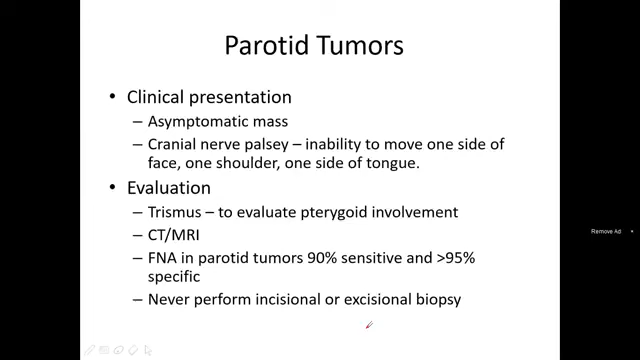 Parotid Tumors
• Clinical presentation
– Asymptomatic mass
– Cranial nerve palsey – inability to move one side of
face, one shoulder, one side of tongue.
• Evaluation
– Trismus – to evaluate pterygoid involvement
– CT/MRI
– FNA in parotid tumors 90% sensitive and >95%
specific
– Never perform incisional or excisional biopsy
Remove Ad